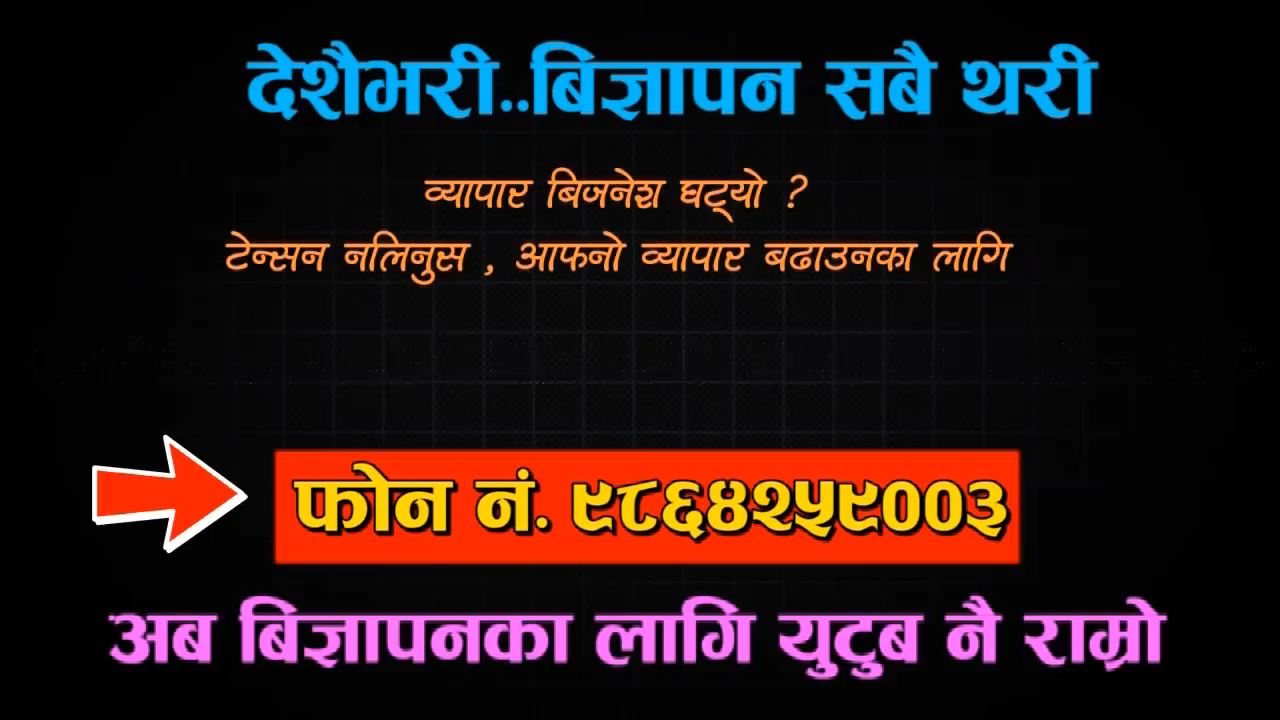 देशैभरी..बिज्ञापन सबै थरी
व्यापार बिजनेश घट्यो ?
टेन्सन नलिनुस , आफनो व्यापार बढाउनका लागि
फोन नं. ९८६४२५९००३
अब बिज्ञापनका लागि युटुब नै राम्रो